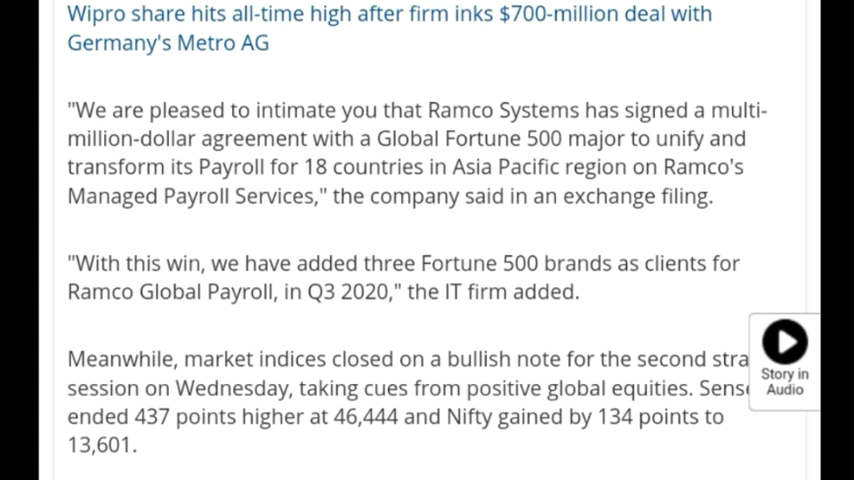 Wipro share hits all-time high after firm inks $700-million deal with
Germany's Metro AG
"We are pleased to intimate you that Ramco Systems has signed a multi-
million-dollar agreement with a Global Fortune 500 major to unify and
transform its Payroll for 18 countries in Asia Pacific region on Ramco's
Managed Payroll Services," the company said in an exchange filing.
"With this win, we have added three Fortune 500 brands as clients for
Ramco Global Payroll, in Q3 2020," the IT firm added.
Meanwhile, market indices closed on a bullish note for the second
session on Wednesday, taking cues from positive global equities.
ended 437 points higher at 46,444 and Nifty gained by 134 points to
13,601.
Story in
Audio